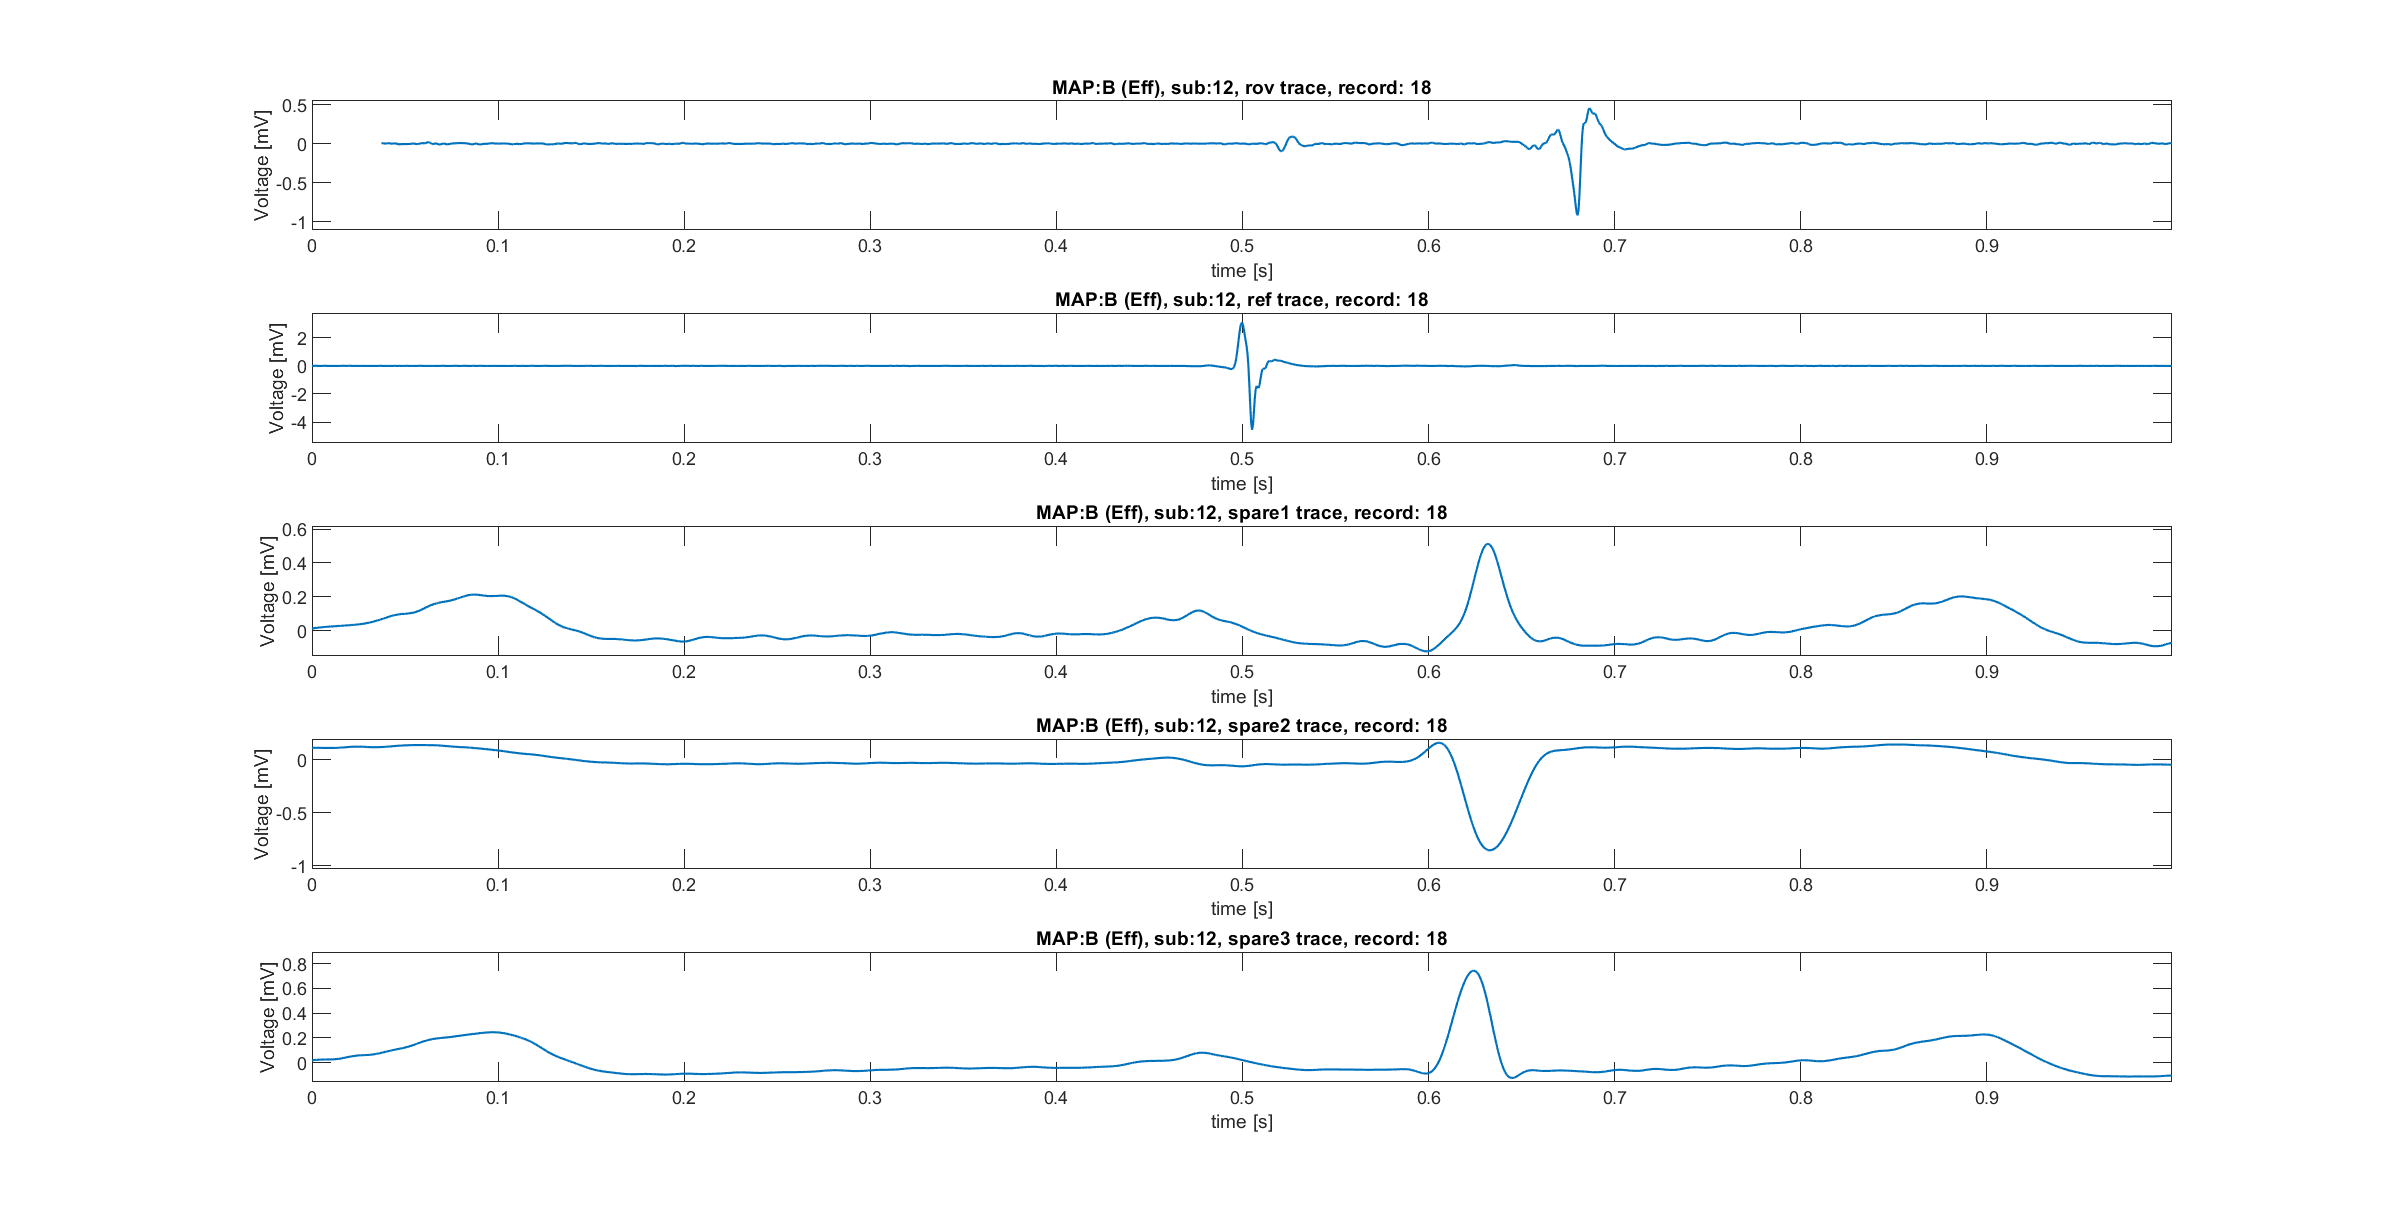 MAP:B (Eff), sub:12, rov trace, record: 18
Voltage [mV]
0.5
0
-0.5
-1
0 0.1 0.2 0.3 0.4 0.5 0.6 0.7 0.8 0.9
time [s]
MAP:B (Eff), sub:12, ref trace, record: 18
Voltage [mV]
2
0
-2
-4
0 0.1 0.2 0.3 0.4 0.5 0.6 0.7 0.8 0.9
time [s]
MAP:B (Eff), sub:12, spare1 trace, record: 18
Voltage [mV]
0.6
0.4
0.2
0
0 0.1 0.2 0.3 0.4 0.5 0.6 0.7 0.8 0.9
time [s]
MAP:B (Eff), sub:12, spare2 trace, record: 18
Voltage [mV]
0
-0.5
-1
0 0.1 0.2 0.3 0.4 0.5 0.6 0.7 0.8 0.9
time [s]
MAP:B (Eff), sub:12, spare3 trace, record: 18
Voltage [mV]
0.8
0.6
0.4
0.2
0
0 0.1 0.2 0.3 0.4 0.5 0.6 0.7 0.8 0.9
time [s]